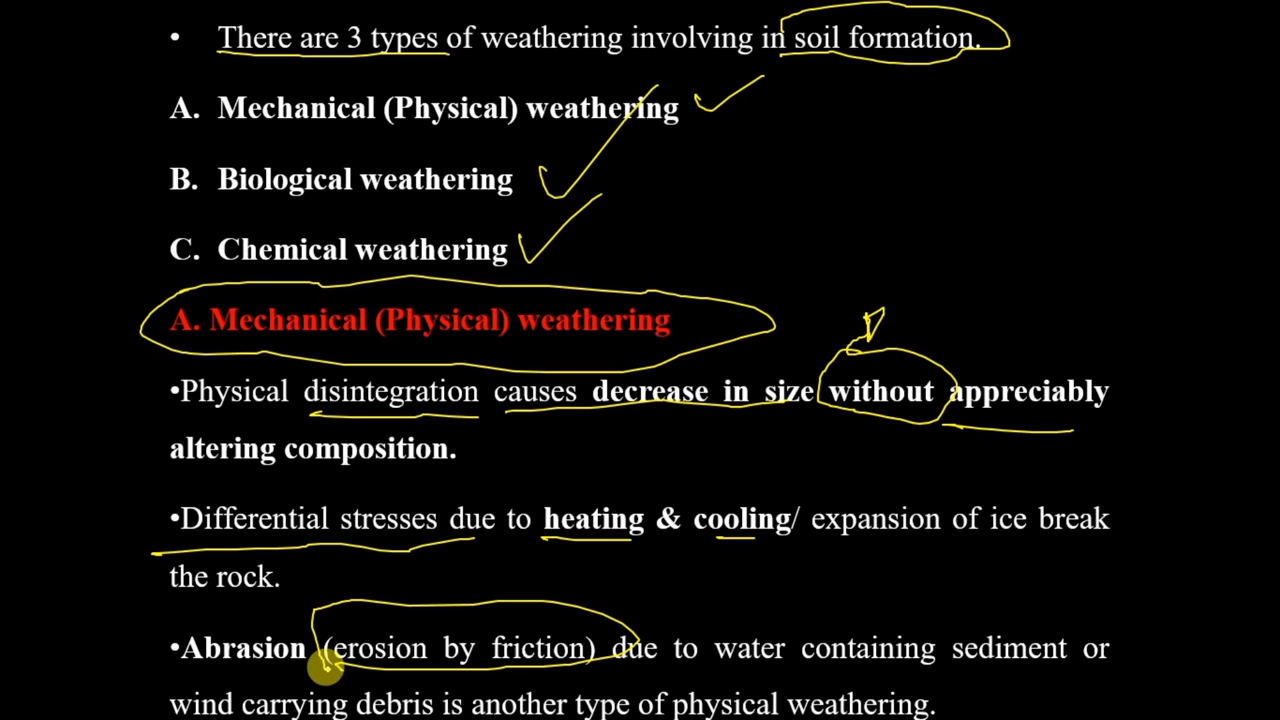 • There are 3 types of weathering involving in soil formation.
A. Mechanical (Physical) weathering
B. Biological weathering
C. Chemical weathering
A. Mechanical (Physical) weathering
•Physical disintegration causes decrease in size without appreciably
altering composition.
•Differential stresses due to heating & cooling/ expansion of ice break
the rock.
•Abrasion (erosion by friction) due to water containing sediment or
wind carrying debris is another type of physical weathering.